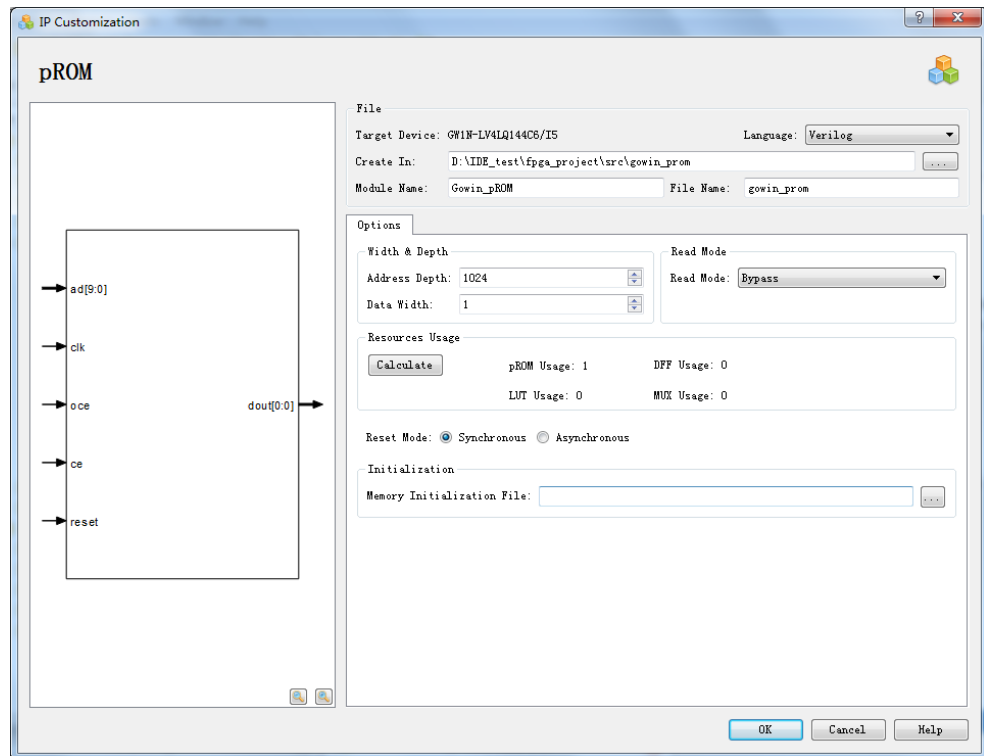 IP Customization
pROM
File
Target Device: GW1N-LV4LQ144C6/I5 Language: Verilog
Create In: D:\IDE_test\fpga_project\src\gowin_prom ...
Module Name: Gowin_pROM File Name: gowin_prom
Options
Width & Depth
Address Depth: 1024
Data Width: 1
Read Mode
Read Mode: Bypass
Resources Usage
Calculate pROM Usage: 1 DFF Usage: 0
LUT Usage: 0 MUX Usage: 0
Reset Mode: Synchronous Asynchronous
Initialization
Memory Initialization File: ...
ad[9:0]
clk
oce dout[0:0]
ce
reset
OK Cancel Help